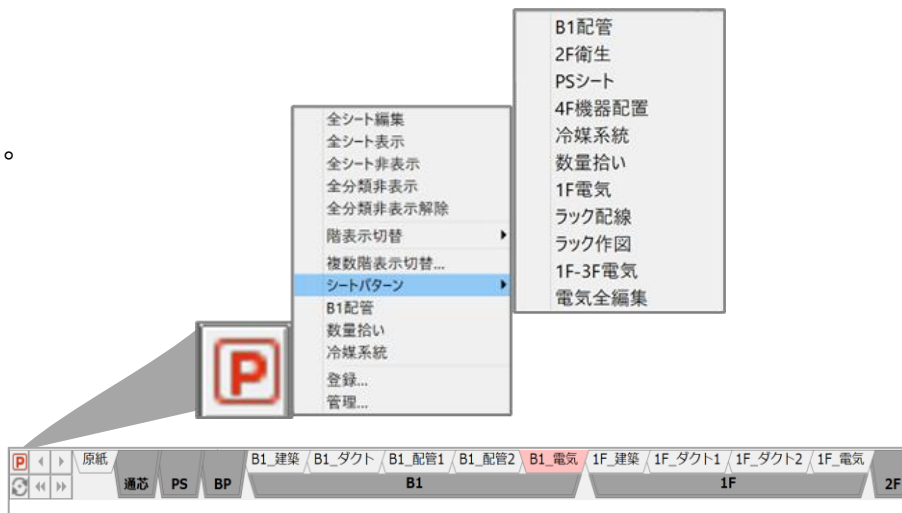 。
B1配管
2F衛生
PSシート
4F機器配置
冷媒系統
数量拾い
1F電気
ラック配線
ラック作図
1F-3F電気
電気全編集
全シート編集
全シート表示
全シート非表示
全分類非表示
全分類非表示解除
階表示切替
複数階表示切替...
シートパターン
B1配管
数量拾い
冷媒系統
登録...
管理...
P
P 原紙 B1_建築 B1_ダクト B1_配管1 B1_配管2 B1_電気 1F_建築 1F_ダクト1 1F_ダクト2 1F_電気
通芯 PS BP B1 1F 2F